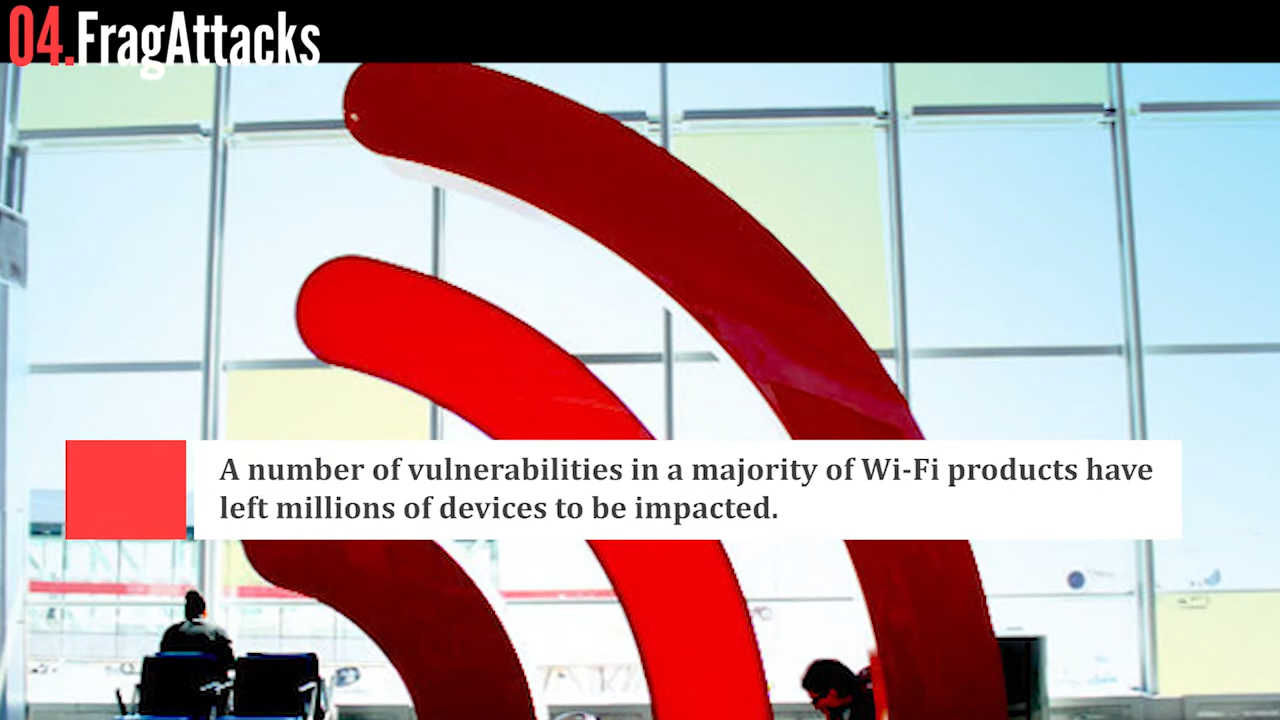 04.FragAttacks
A number of vulnerabilities in a majority of Wi-Fi products have
left millions of devices to be impacted.